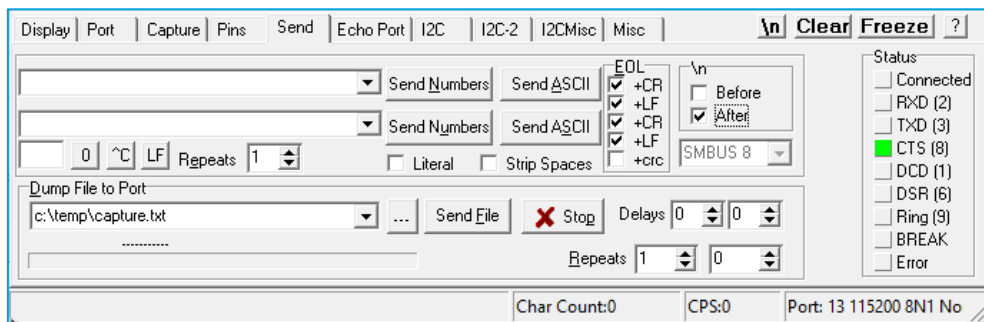 Display Port Capture Pins Send Echo Port I2C I2C-2 I2CMisc Misc \n Clear Freeze ?
Send Numbers Send ASCII
Send Numbers Send ASCII
0 ^C LF Repeats 1
Literal Strip Spaces
EOL
+CR
+LF
+CR
+LF
+crc
\n
Before
After
SMBUS 8
Dump File to Port
c:\temp\capture.txt ... Send File Stop Delays 0 0
-----------
Repeats 1 0
Status
Connected
RXD (2)
TXD (3)
CTS (8)
DCD (1)
DSR (6)
Ring (9)
BREAK
Error
Char Count:0 CPS:0 Port: 13 115200 8N1 No